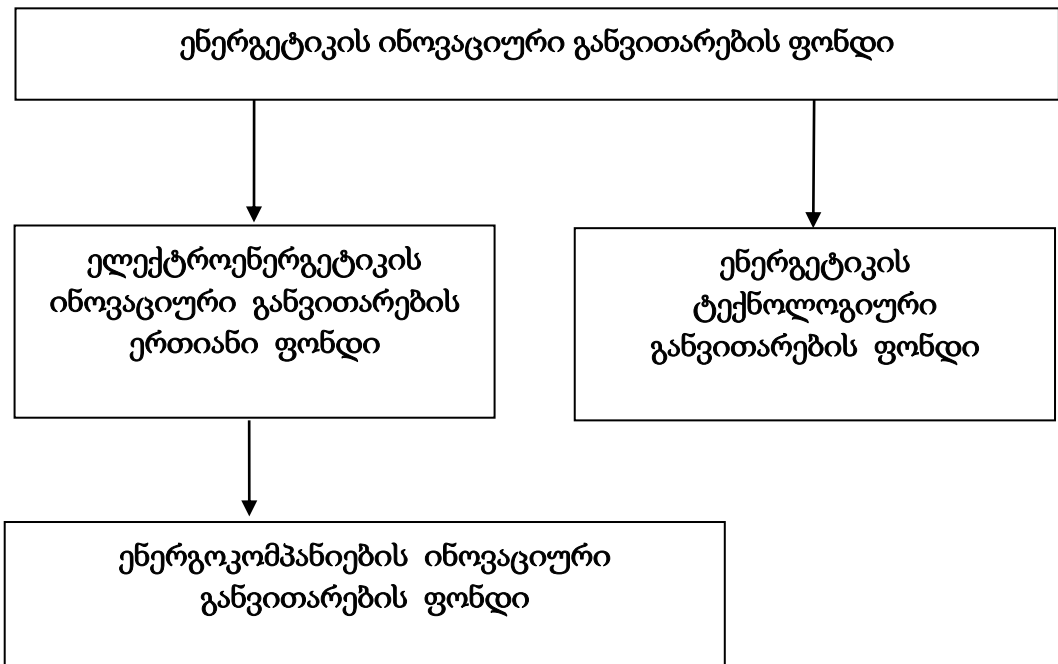 ენერგეტიკის ინოვაციური განვითარების ფონდი
ელექტროენერგეტიკის
ინოვაციური განვითარების
ერთიანი ფონდი
ენერგეტიკის
ტექნოლოგიური
განვითარების ფონდი
ენერგოკომპანიების ინოვაციური
განვითარების ფონდი